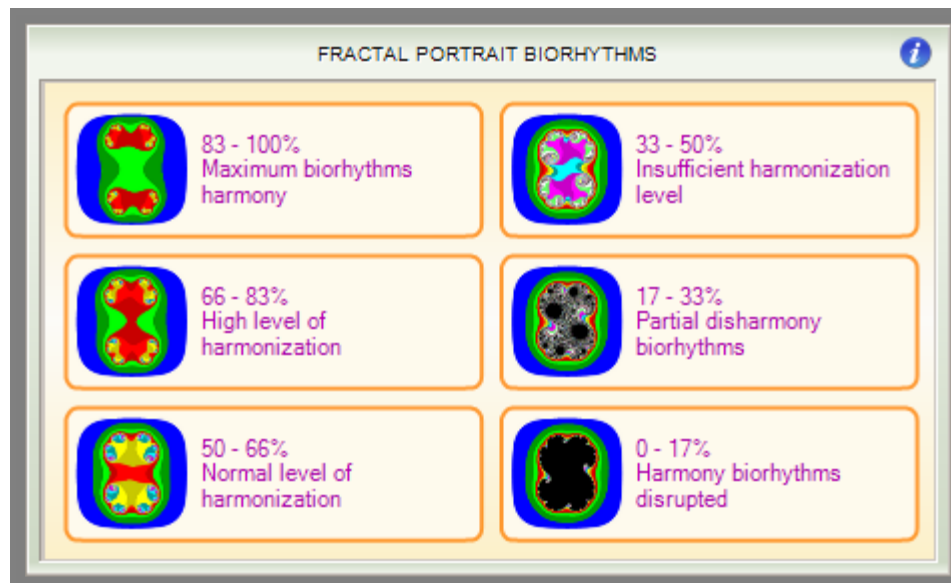 FRACTAL PORTRAIT BIORHYTHMS
i
83 - 100%
Maximum biorhythms
harmony
33 - 50%
Insufficient harmonization
level
66 - 83%
High level of
harmonization
17 - 33%
Partial disharmony
biorhythms
50 - 66%
Normal level of
harmonization
0 - 17%
Harmony biorhythms
disrupted